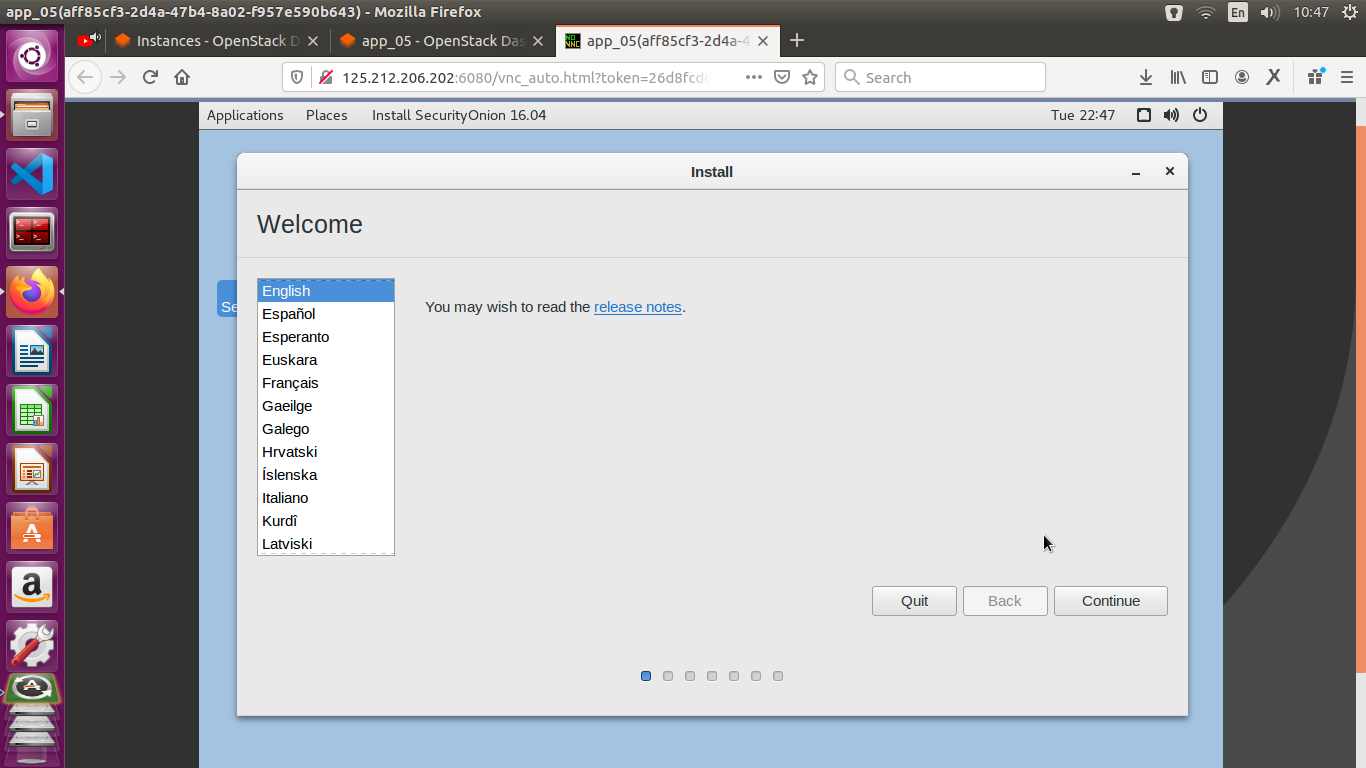 app_05(aff85cf3-2d4a-47b4-8a02-f957e590b643) - Mozilla Firefox
En
10:47
Instances - OpenStack D
app_05 - OpenStack Das
app_05(aff85cf3-2d4a-4
125.212.206.202:6080/vnc_auto.html?token=26d8fcd
Search
Applications Places Install SecurityOnion 16.04 Tue 22:47
Install
Welcome
English
Español
Esperanto
Euskara
Français
Gaeilge
Galego
Hrvatski
Íslenska
Italiano
Kurdî
Latviski
Se
You may wish to read the release notes.
Quit
Back
Continue